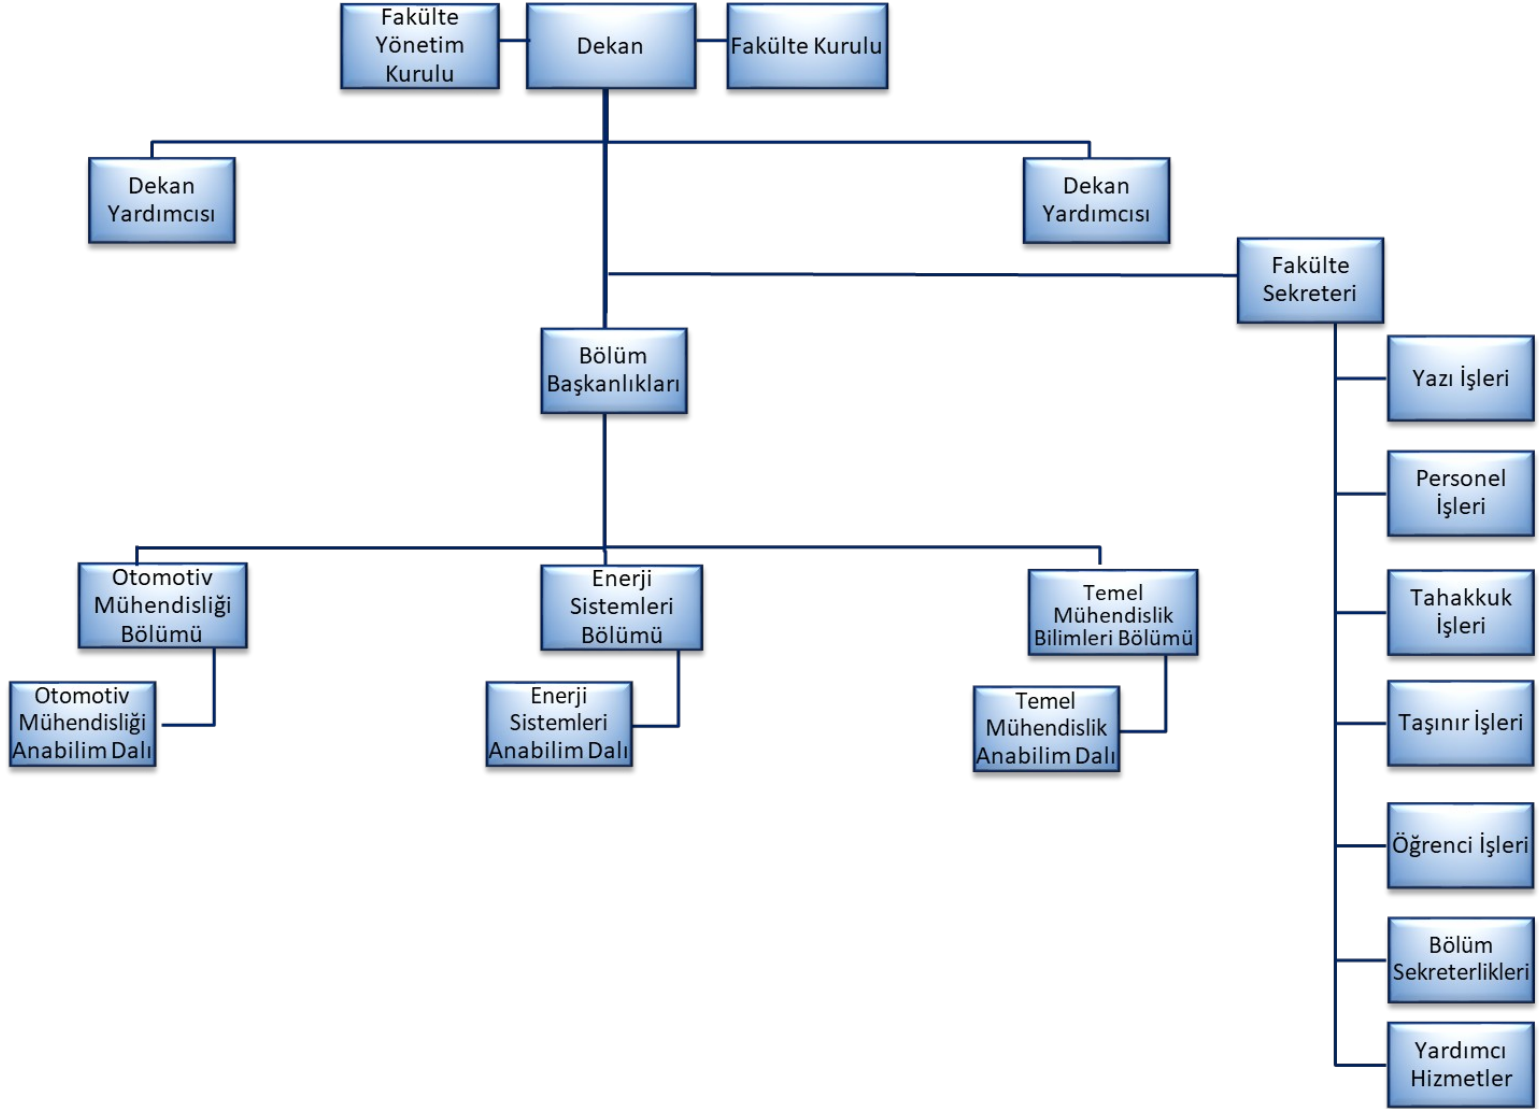 Fakülte
Yönetim
Kurulu
Dekan
Fakülte Kurulu
Dekan
Yardımcısı
Dekan
Yardımcısı
Fakülte
Sekreteri
Bölüm
Başkanlıkları
Yazı İşleri
Personel
İşleri
Tahakkuk
İşleri
Taşınır İşleri
Öğrenci İşleri
Bölüm
Sekreterlikleri
Yardımcı
Hizmetler
Otomotiv
Mühendisliği
Bölümü
Enerji
Sistemleri
Bölümü
Temel
Mühendislik
Bilimleri Bölümü
Otomotiv
Mühendisliği
Anabilim Dalı
Enerji
Sistemleri
Anabilim Dalı
Temel
Mühendislik
Anabilim Dalı